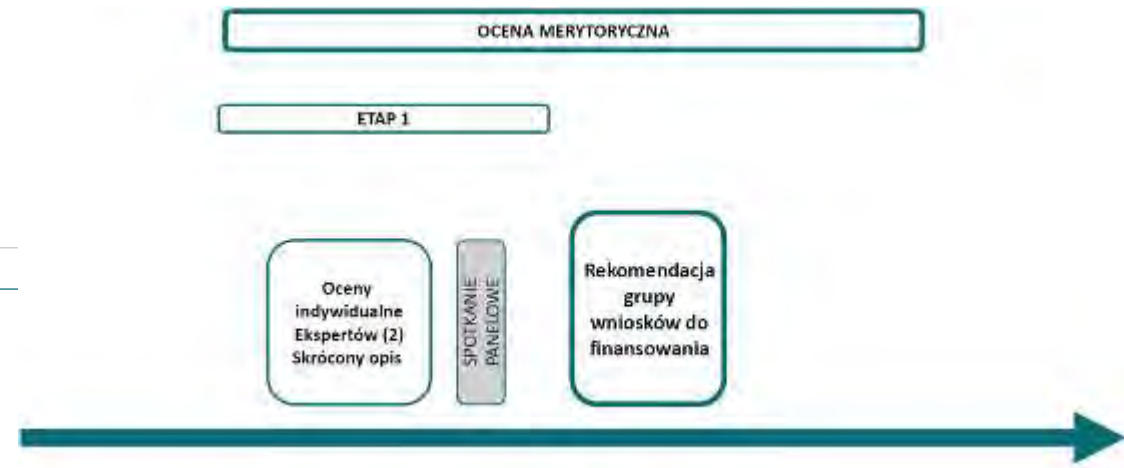 OCENA MERYTORYCZNA
ETAP 1
Oceny
indywidualne
Ekspertów (2)
Skrócony opis
SPOTKANIE
PANELOWE
Rekomendacja
grupy
wniosków do
finansowania